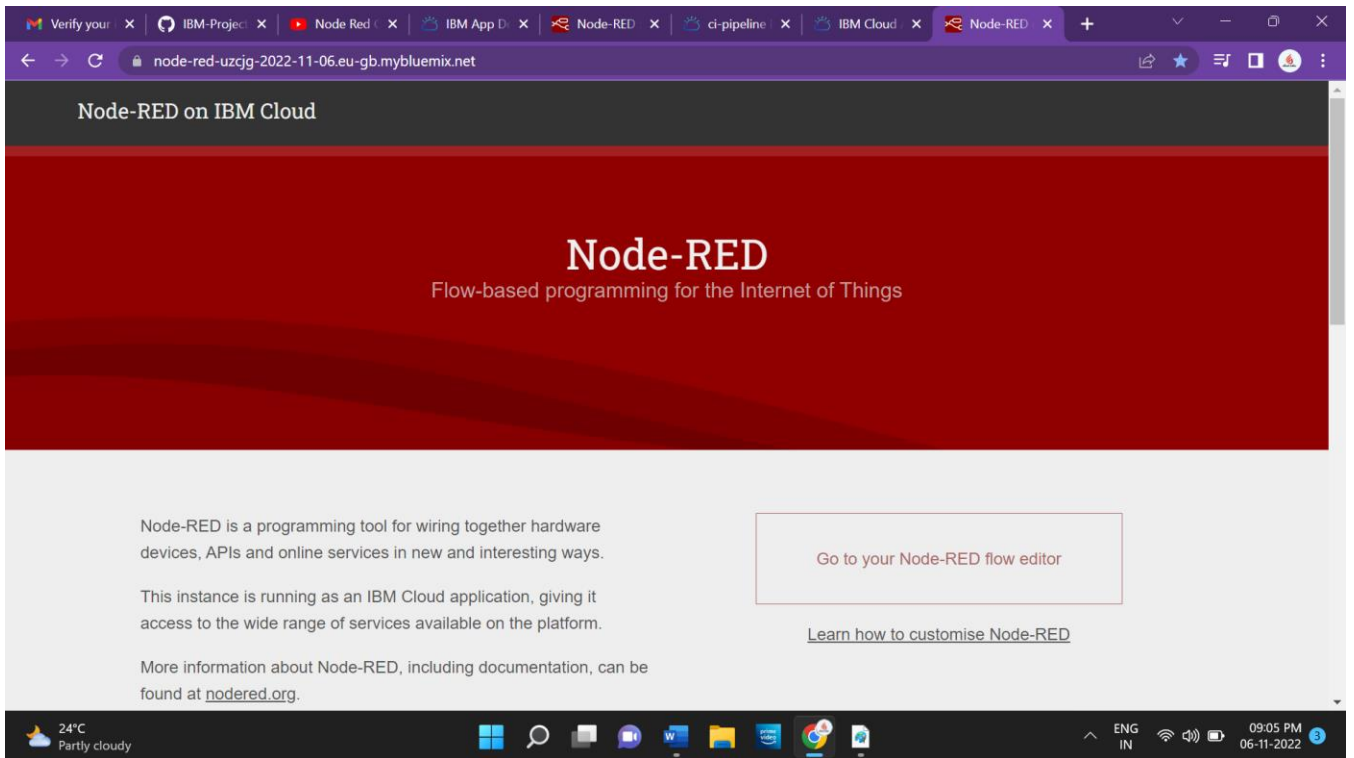 Verify your
IBM-Project
Node Red
IBM App D
Node-RED
ci-pipeline
IBM Cloud
Node-RED
node-red-uzcjg-2022-11-06.eu-gb.mybluemix.net
Node-RED on IBM Cloud
Node-RED
Flow-based programming for the Internet of Things
Node-RED is a programming tool for wiring together hardware
devices, APIs and online services in new and interesting ways.
This instance is running as an IBM Cloud application, giving it
access to the wide range of services available on the platform.
More information about Node-RED, including documentation, can be
found at nodered.org.
Go to your Node-RED flow editor
Learn how to customise Node-RED
24°C
Partly cloudy
prime
video
ENG
IN
09:05 PM
06-11-2022
3